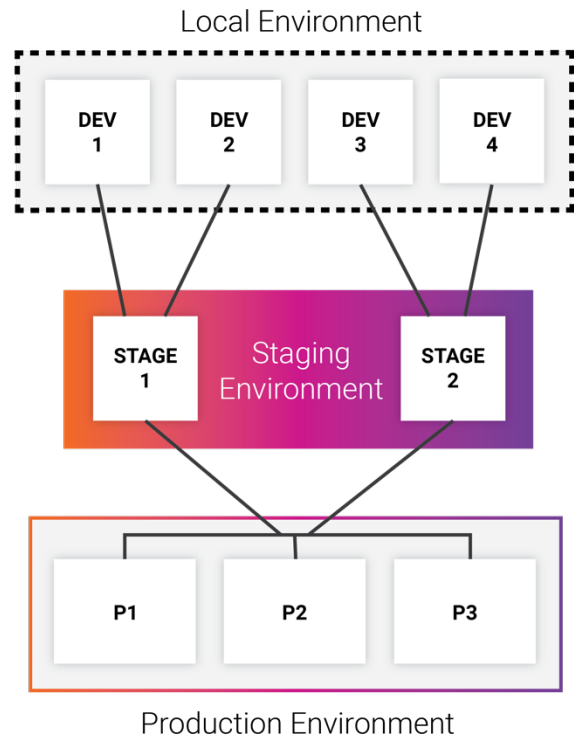 Local Environment
DEV
1
DEV
2
DEV
3
DEV
4
STAGE
1
Staging
Environment
STAGE
2
P1
P2
P3
Production Environment